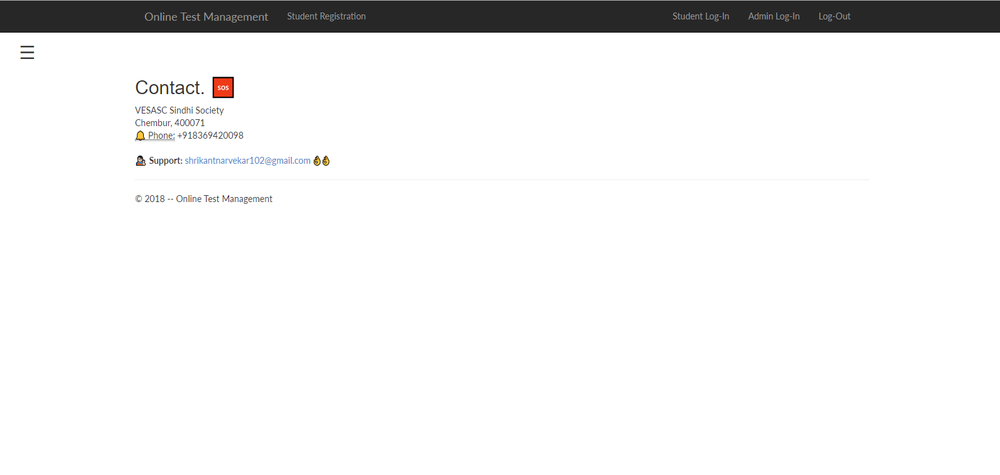 Online Test Management Student Registration Student Log-In Admin Log-In Log-Out
☰
Contact. SOS
VESASC Sindhi Society
Chembur, 400071
🔔 Phone: +918369420098
Support: shrikantnarvekar102@gmail.com 👌👌
© 2018 -- Online Test Management